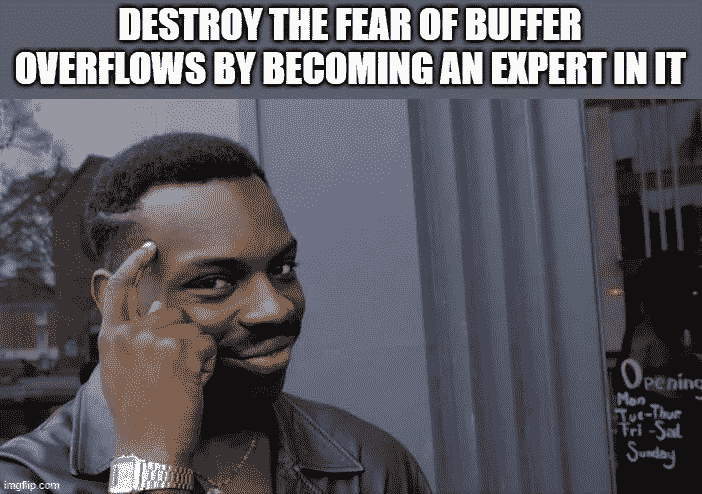 DESTROY THE FEAR OF BUFFER
OVERFLOWS BY BECOMING AN EXPERT IN IT
Opening
Mon
Tue-Thur
Fri - Sat
Sunday
imgflip.com